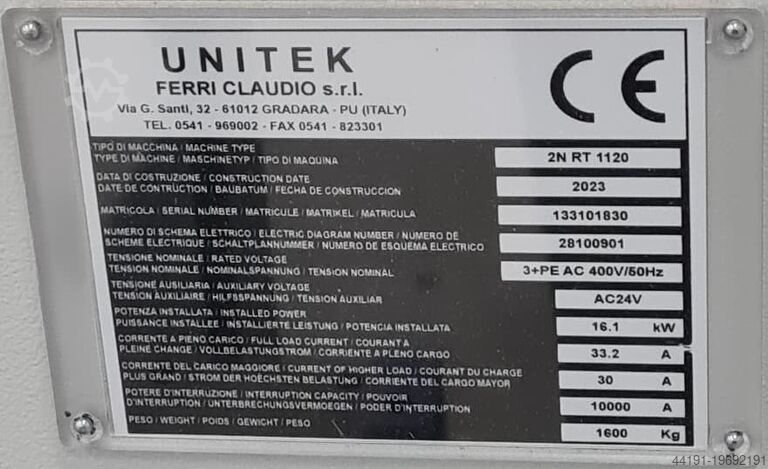 UNITEK
FERRI CLAUDIO s.r.l.
Via G. Santi, 32 - 61012 GRADARA - PU (ITALY)
TEL. 0541 - 969002 - FAX 0541 - 823301
CE
TIPO DI MACCHINA / MACHINE TYPE
TYPE DI MACHINE / MASCHINETYP / TIPO DI MAQUINA
2N RT 1120
DATA DI COSTRUZIONE / CONSTRUCTION DATE
DATE DE CONTRUCTION / BAUBATUM / FECHA DE CONSTRUCCION
2023
MATRICOLA / SERIAL NUMBER / MATRICULE / MATRIKEL / MATRICULA
133101830
NUMERO DI SCHEMA ELETTRICO / ELECTRIC DIAGRAM NUMBER / NUMERO DE
SCHEME ELECTRIQUE / SCHALTPLANNUMMER / NUMERO DE ESQUEMA ELECTRICO
28100901
TENSIONE NOMINALE / RATED VOLTAGE
TENSION NOMINALE / NOMINALSPANNUNG / TENSION NOMINAL
3+PE AC 400V/50Hz
TENSIONE AUSILIARIA / AUXILIARY VOLTAGE
TENSION AUXILIAIRE / HILFSSPANNUNG / TENSION AUXILIAR
AC24V
POTENZA INSTALLATA / INSTALLED POWER
PUISSANCE INSTALLEE / INSTALLIERTE LEISTUNG / POTENCIA INSTALLADA
16.1 kW
CORRENTE A PIENO CARICO / FULL LOAD CURRENT / COURANT A
PLEINE CHANGE / VOLLBELASTUNGSTROM / CORRIENTE A PLENO CARGO
33.2 A
CORRENTE DEL CARICO MAGGIORE / CURRENT OF HIGHER LOAD / COURANT DU CHARGE
PLUS GRAND / STROM DER HOECHSTEN BELASTUNG / CORRIENTE DEL CARGO MAYOR
30 A
POTERE D'INTERRUZIONE / INTERRUPTION CAPACITY / POUVOIR
D'INTERRUPTION / UNTERBRECHUNGSVERMOEGEN / PODER D'INTERRUPTION
10000 A
PESO / WEIGHT / POIDS / GEWICHT / PESO
1600 Kg
44191-19692191